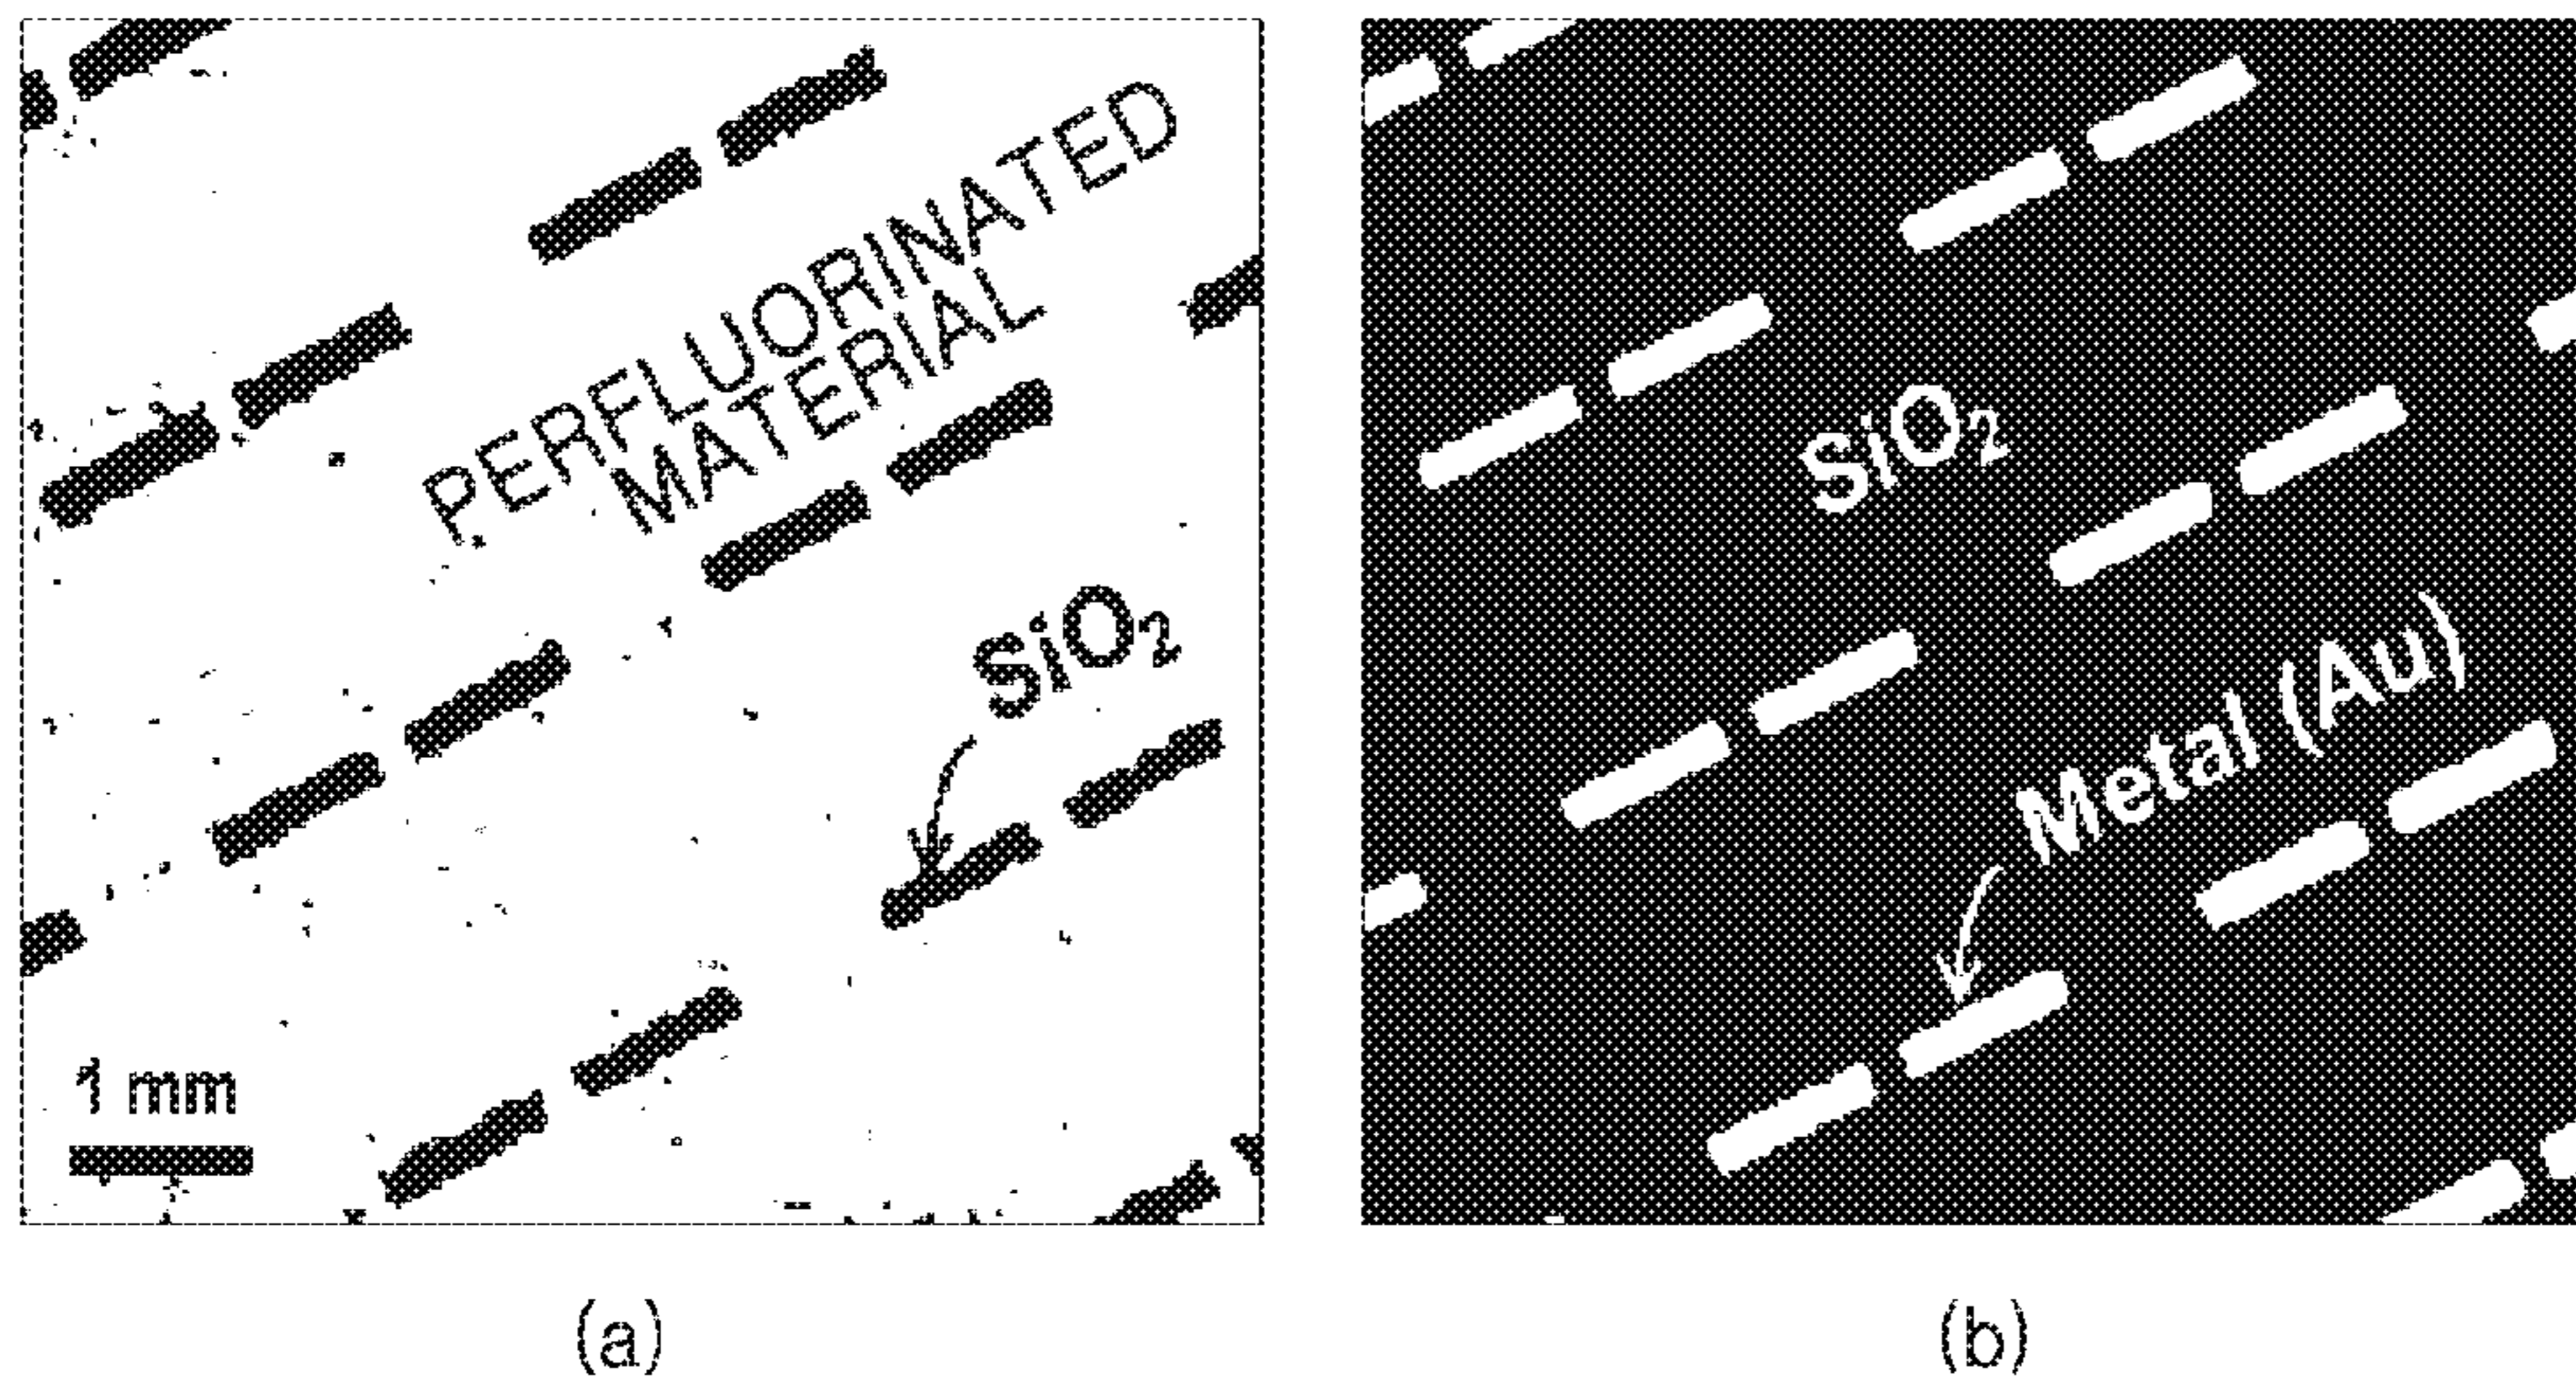 PERFLUORINATED
MATERIAL
SiO₂
1 mm
(a)
SiO₂
Metal (Au)
(b)